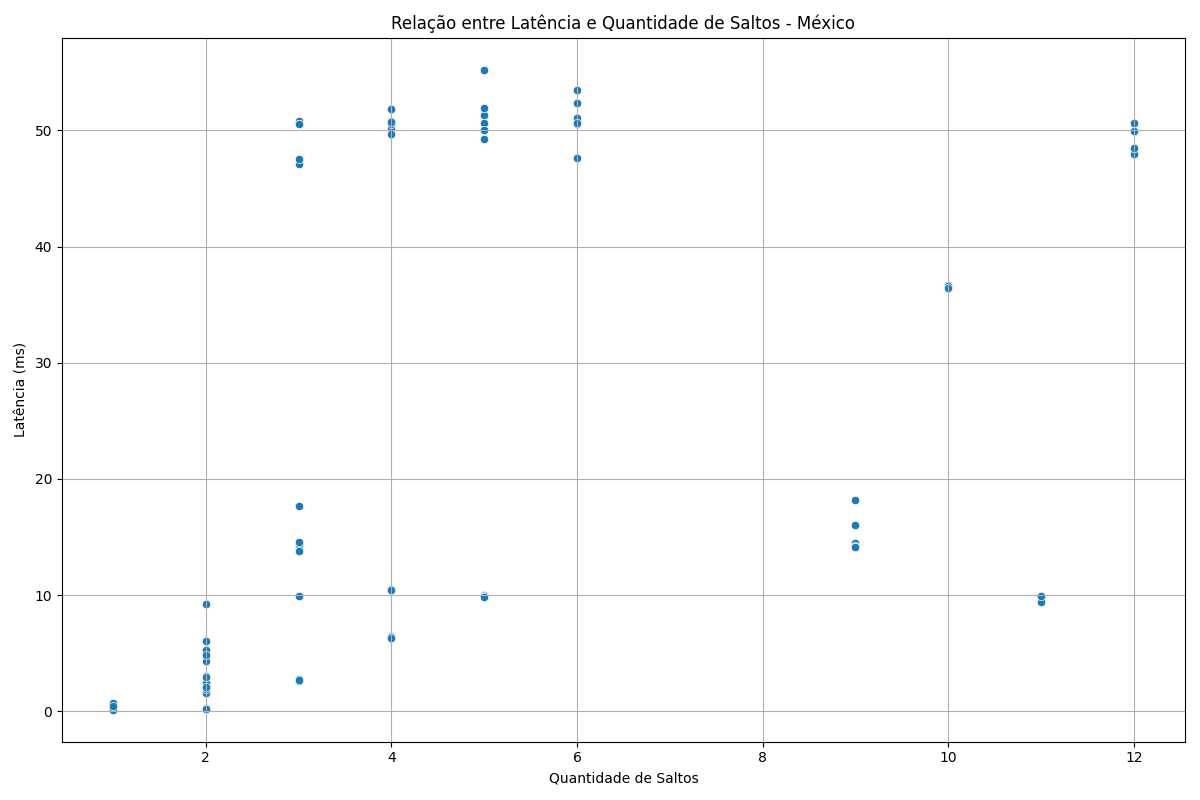 Relação entre Latência e Quantidade de Saltos - México
Latência (ms)
50
40
30
20
10
0
2 4 6 8 10 12
Quantidade de Saltos